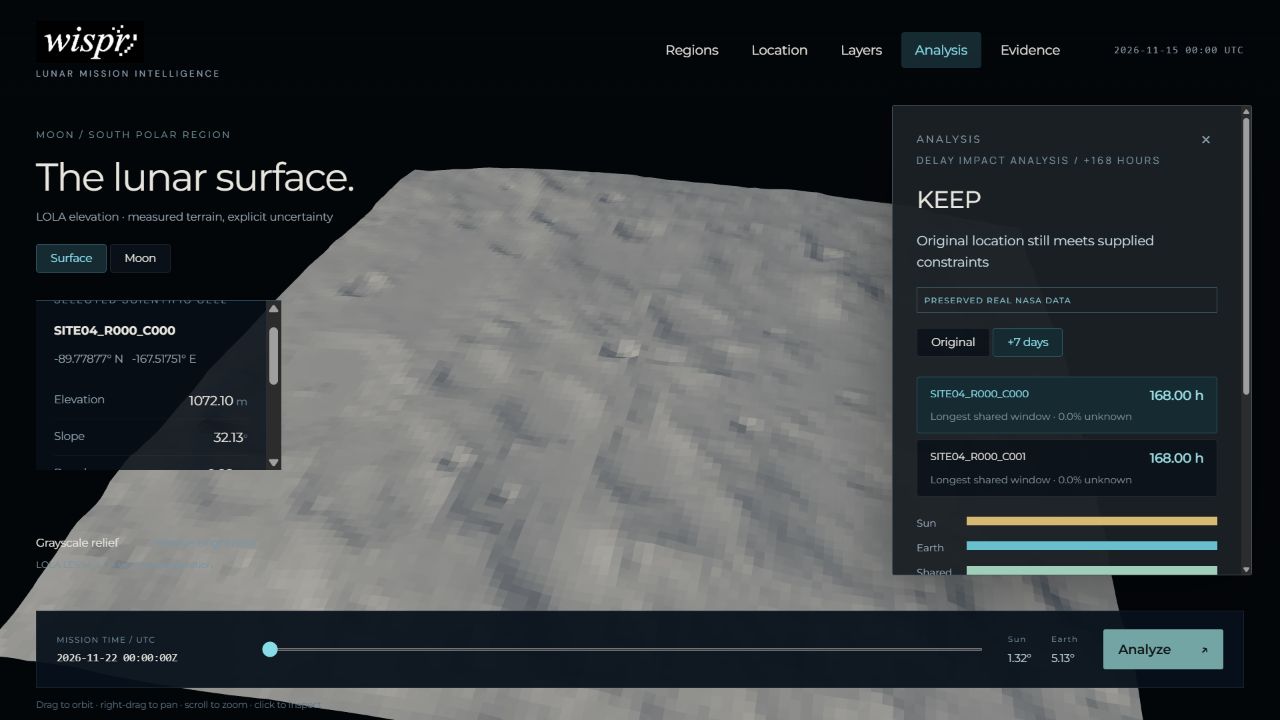 wispr
LUNAR MISSION INTELLIGENCE
Regions Location Layers Analysis Evidence 2026-11-15 00:00 UTC
MOON / SOUTH POLAR REGION
The lunar surface.
LOLA elevation · measured terrain, explicit uncertainty
Surface Moon
SELECTED SCIENTIFIC CELL
SITE04_R000_C000
-89.77877° N -167.51751° E
Elevation 1072.10 m
Slope 32.13°
Grayscale relief
ANALYSIS ×
DELAY IMPACT ANALYSIS / +168 HOURS
KEEP
Original location still meets supplied
constraints
PRESERVED REAL NASA DATA
Original +7 days
SITE04_R000_C000 168.00 h
Longest shared window · 0.0% unknown
SITE04_R000_C001 168.00 h
Longest shared window · 0.0% unknown
Sun
Earth
Shared
MISSION TIME / UTC
2026-11-22 00:00:00Z
Sun Earth
1.32° 5.13°
Analyze ↗
Drag to orbit · right-drag to pan · scroll to zoom · click to inspect